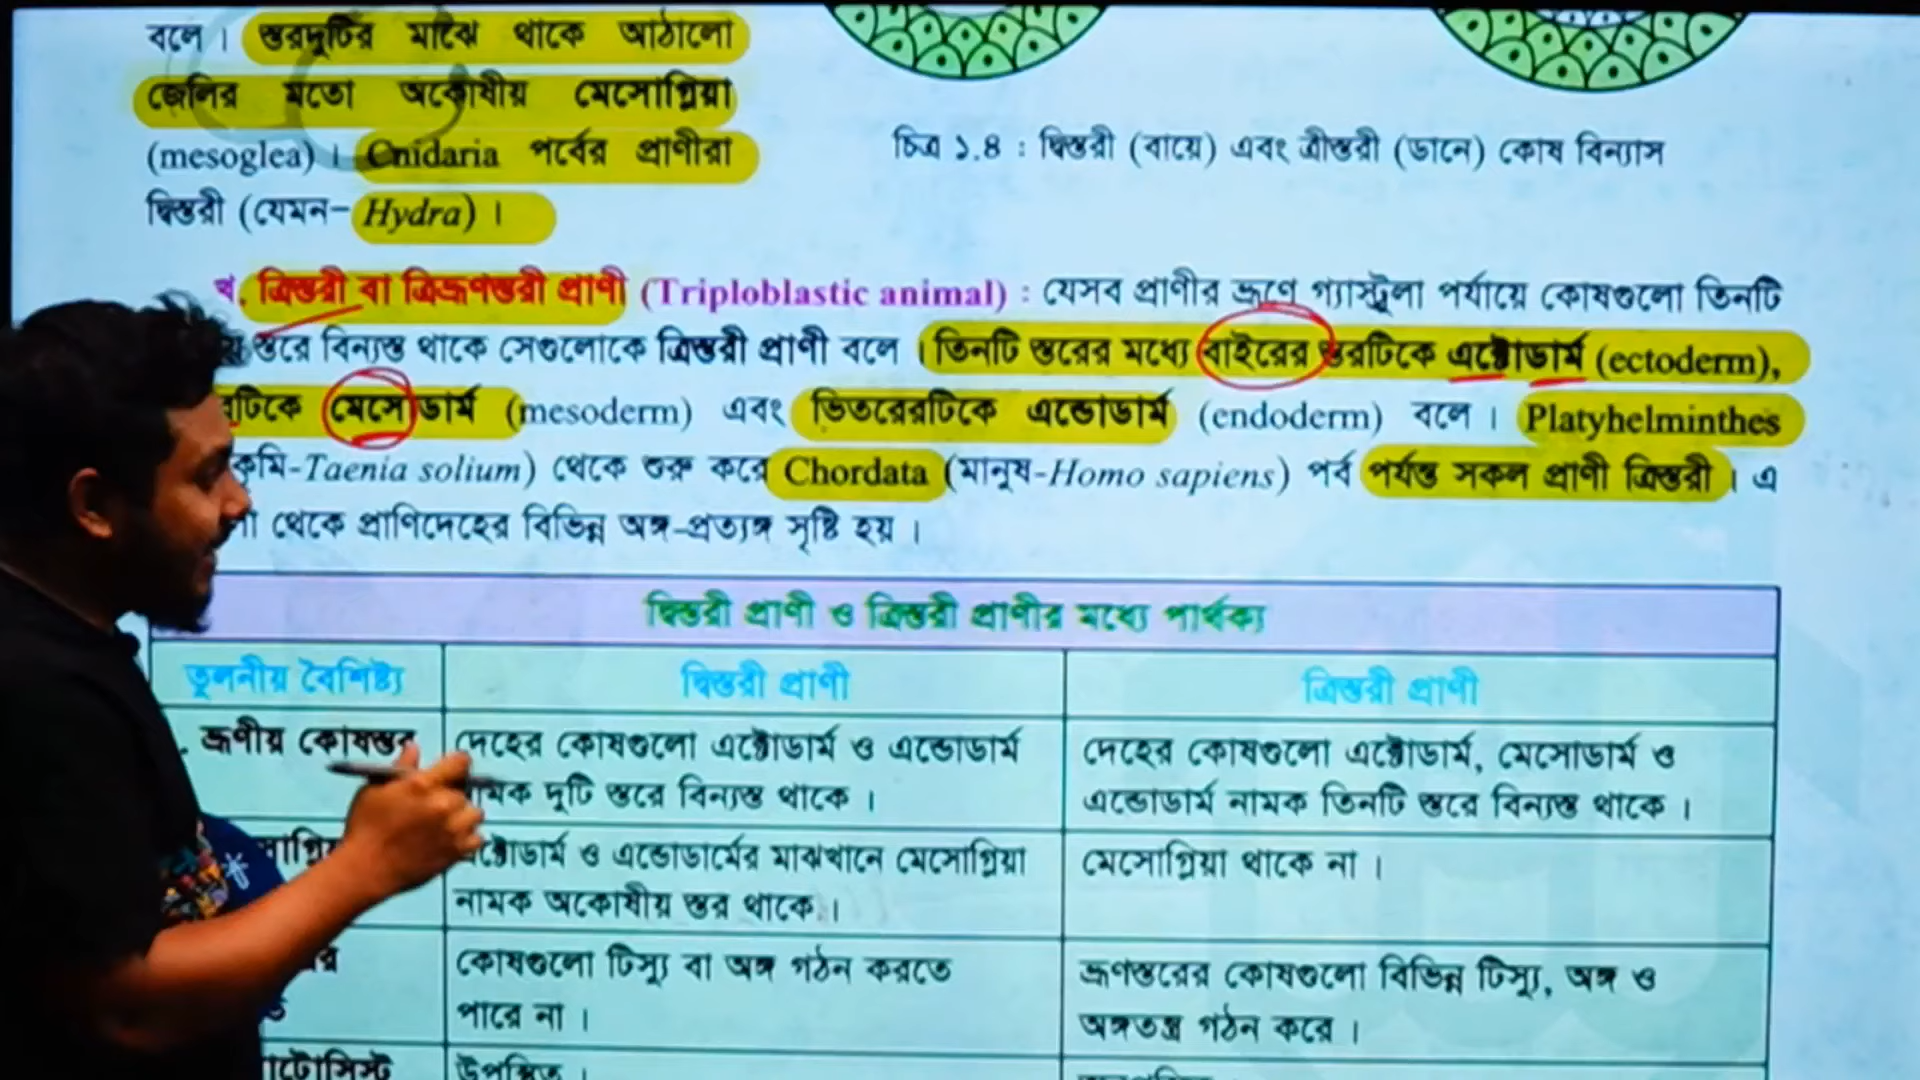 বলে। স্তরদুটির মাঝে থাকে আঠালো
জেলির মতো অকোষীয় মেসোগ্লিয়া
(mesoglea)। Cnidaria পর্বের প্রাণীরা
দ্বিস্তরী (যেমন– Hydra)।
চিত্র ১.৪ : দ্বিস্তরী (বায়ে) এবং ত্রীস্তরী (ডানে) কোষ বিন্যাস
খ. ত্রিস্তরী বা ত্রিভ্রূণস্তরী প্রাণী (Triploblastic animal) : যেসব প্রাণীর ভ্রূণে গ্যাস্ট্রুলা পর্যায়ে কোষগুলো তিনটি
স্তরে বিন্যস্ত থাকে সেগুলোকে ত্রিস্তরী প্রাণী বলে। তিনটি স্তরের মধ্যে বাইরের স্তরটিকে এক্টোডার্ম (ectoderm),
মেসোডার্ম (mesoderm) এবং ভিতরেরটিকে এন্ডোডার্ম (endoderm) বলে। Platyhelminthes
কৃমি-Taenia solium) থেকে শুরু করে Chordata (মানুষ-Homo sapiens) পর্ব পর্যন্ত সকল প্রাণী ত্রিস্তরী। এ
থেকে প্রাণিদেহের বিভিন্ন অঙ্গ-প্রত্যঙ্গ সৃষ্টি হয়।
দ্বিস্তরী প্রাণী ও ত্রিস্তরী প্রাণীর মধ্যে পার্থক্য
তুলনীয় বৈশিষ্ট্য দ্বিস্তরী প্রাণী ত্রিস্তরী প্রাণী
ভ্রূণীয় কোষস্তর
দেহের কোষগুলো এক্টোডার্ম ও এন্ডোডার্ম
নামক দুটি স্তরে বিন্যস্ত থাকে।
দেহের কোষগুলো এক্টোডার্ম, মেসোডার্ম ও
এন্ডোডার্ম নামক তিনটি স্তরে বিন্যস্ত থাকে।
এক্টোডার্ম ও এন্ডোডার্মের মাঝখানে মেসোগ্লিয়া
নামক অকোষীয় স্তর থাকে।
মেসোগ্লিয়া থাকে না।
কোষগুলো টিস্যু বা অঙ্গ গঠন করতে
পারে না।
ভ্রূণস্তরের কোষগুলো বিভিন্ন টিস্যু, অঙ্গ ও
অঙ্গতন্ত্র গঠন করে।
উপস্থিত।